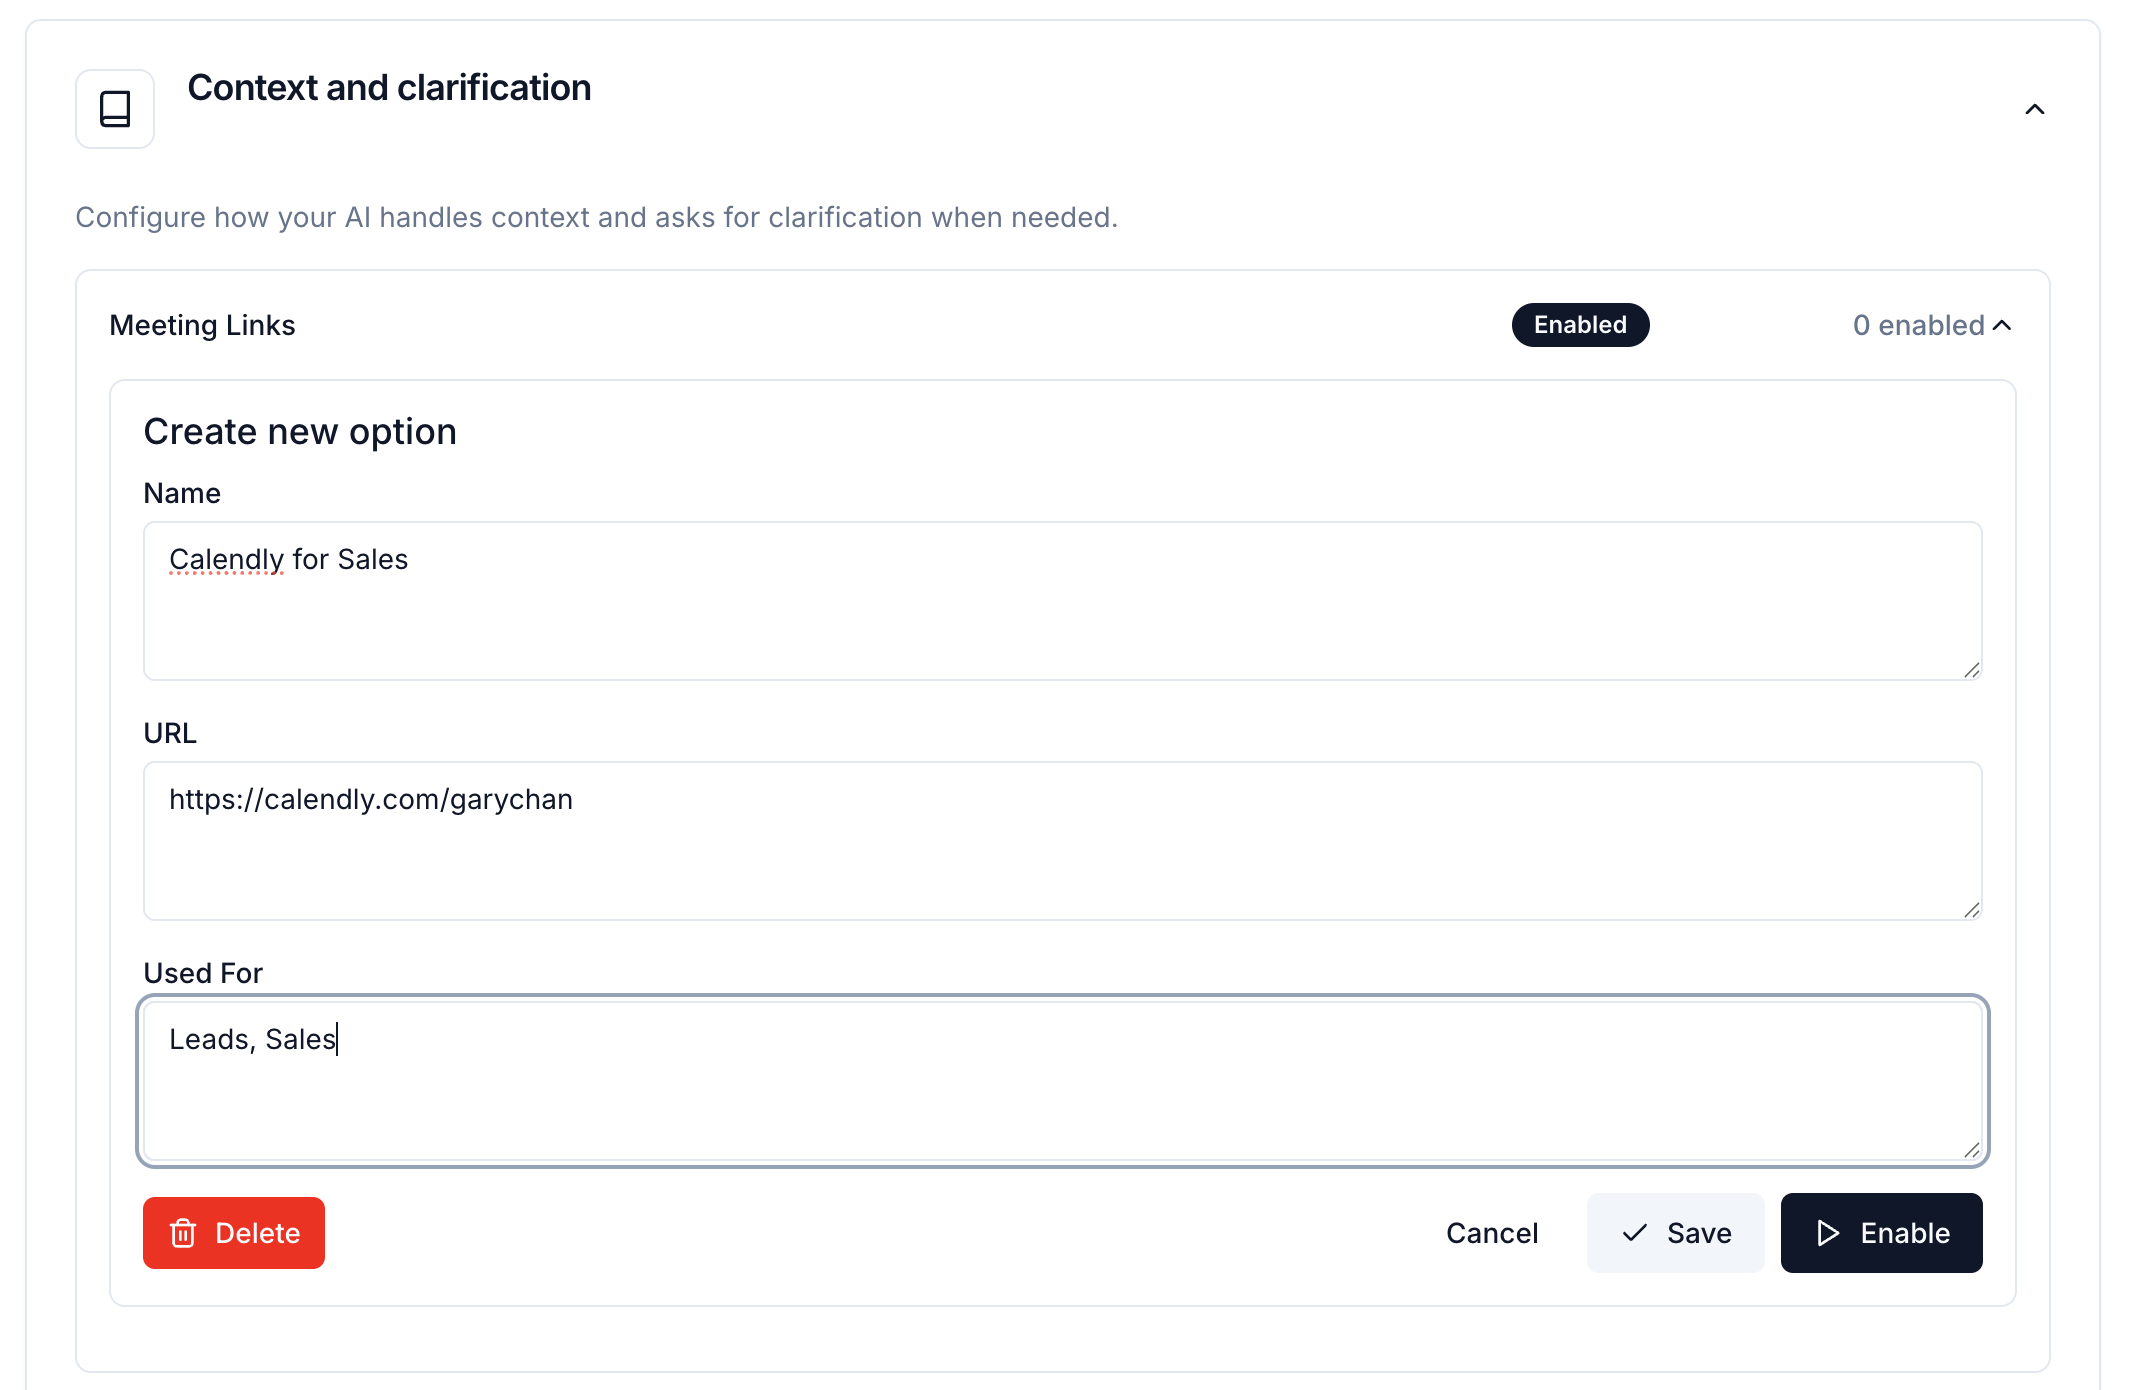 Context and clarification
Configure how your AI handles context and asks for clarification when needed.
Meeting Links
Enabled
0 enabled
Create new option
Name
Calendly for Sales
URL
https://calendly.com/garychan
Used For
Leads, Sales
Delete
Cancel
Save
Enable